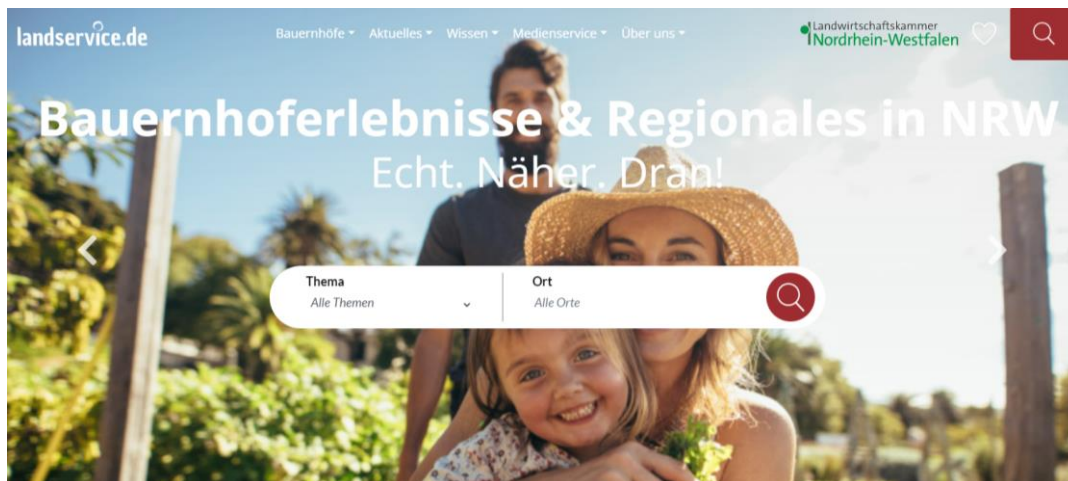 landservice.de
Bauernhöfe Aktuelles Wissen Medienservice Über uns
Landwirtschaftskammer
Nordrhein-Westfalen
Bauernhoferlebnisse & Regionales in NRW
Echt. Näher. Dran!
Thema
Alle Themen
Ort
Alle Orte